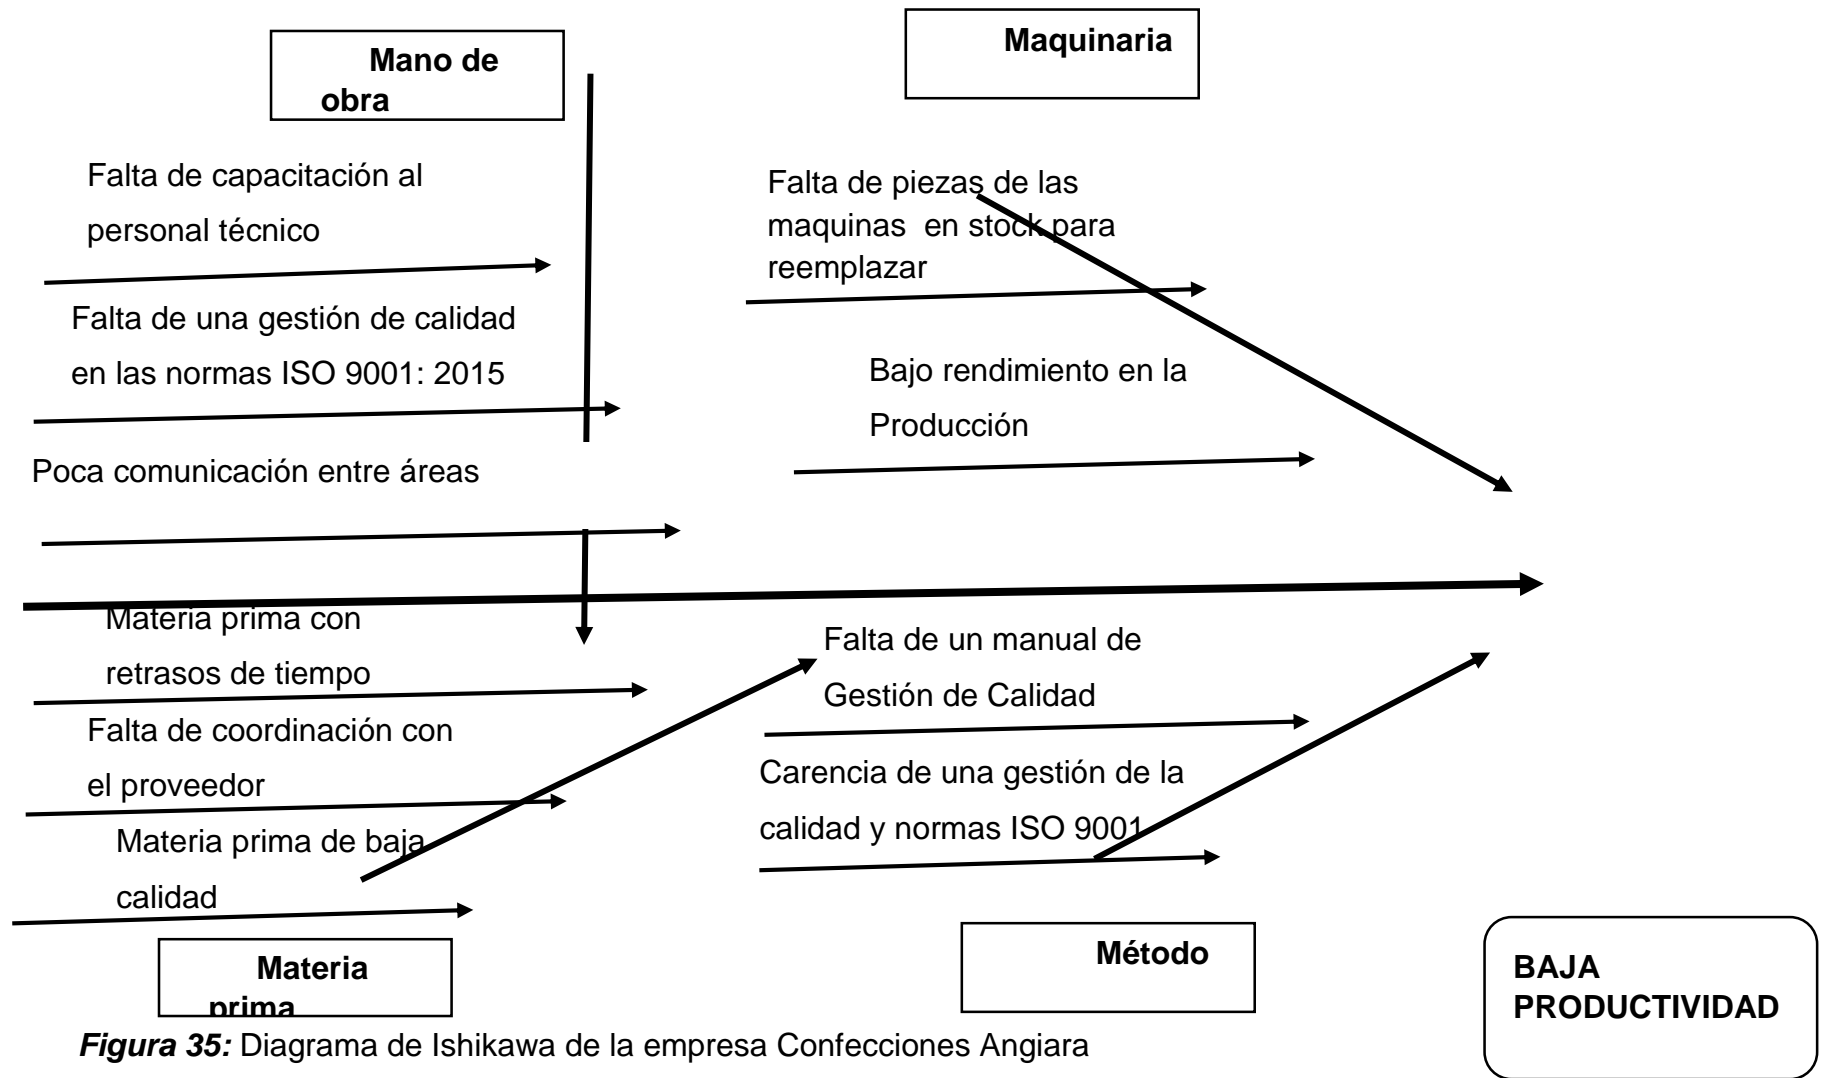 Mano de
obra
Maquinaria
Falta de capacitación al
personal técnico
Falta de piezas de las
maquinas  en stock para
reemplazar
Falta de una gestión de calidad
en las normas ISO 9001: 2015
Bajo rendimiento en la
Producción
Poca comunicación entre áreas
Materia prima con
retrasos de tiempo
Falta de un manual de
Gestión de Calidad
Falta de coordinación con
el proveedor
Carencia de una gestión de la
calidad y normas ISO 9001
Materia prima de baja
calidad
Materia
prima
Método
BAJA
PRODUCTIVIDAD
Figura 35: Diagrama de Ishikawa de la empresa Confecciones Angiara